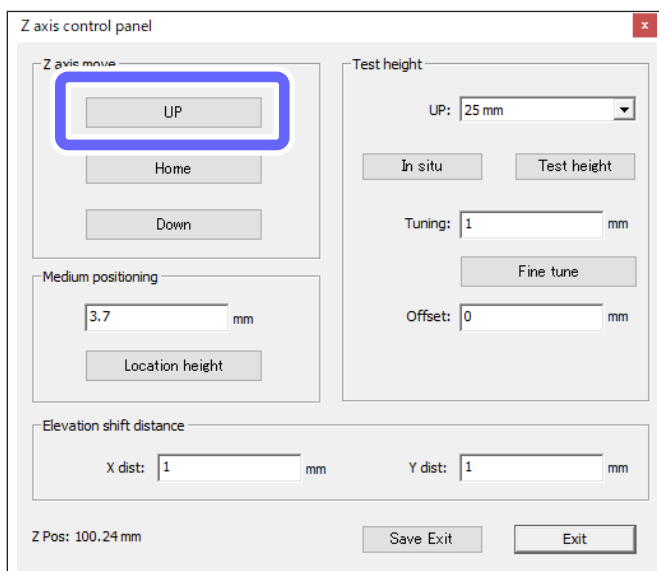 Z axis control panel
x
Z axis move
UP
Home
Down
Medium positioning
3.7 mm
Location height
Test height
UP: 25 mm
In situ Test height
Tuning: 1 mm
Fine tune
Offset: 0 mm
Elevation shift distance
X dist: 1 mm Y dist: 1 mm
Z Pos: 100.24 mm Save Exit Exit